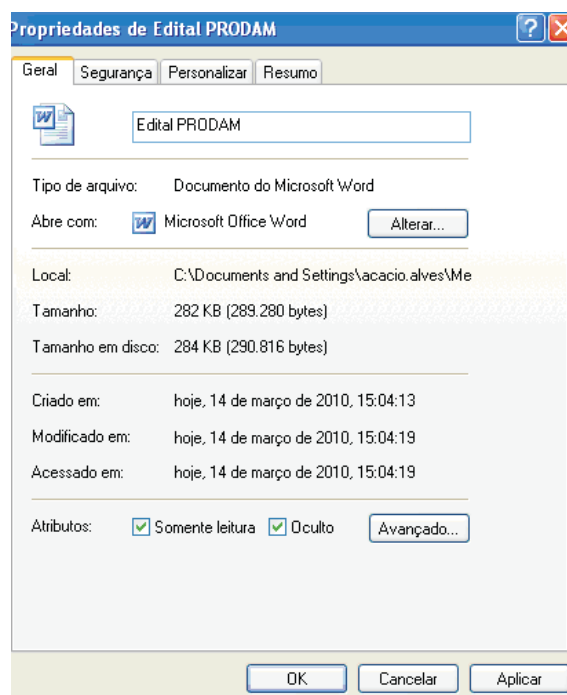 Propriedades de Edital PRODAM
Geral Segurança Personalizar Resumo
Edital PRODAM
Tipo de arquivo: Documento do Microsoft Word
Abre com: Microsoft Office Word Alterar...
Local: C:\Documents and Settings\acacio.alves\Me
Tamanho: 282 KB (289.280 bytes)
Tamanho em disco: 284 KB (290.816 bytes)
Criado em: hoje, 14 de março de 2010, 15:04:13
Modificado em: hoje, 14 de março de 2010, 15:04:19
Acessado em: hoje, 14 de março de 2010, 15:04:19
Atributos: Somente leitura Oculto Avançado...
OK Cancelar Aplicar